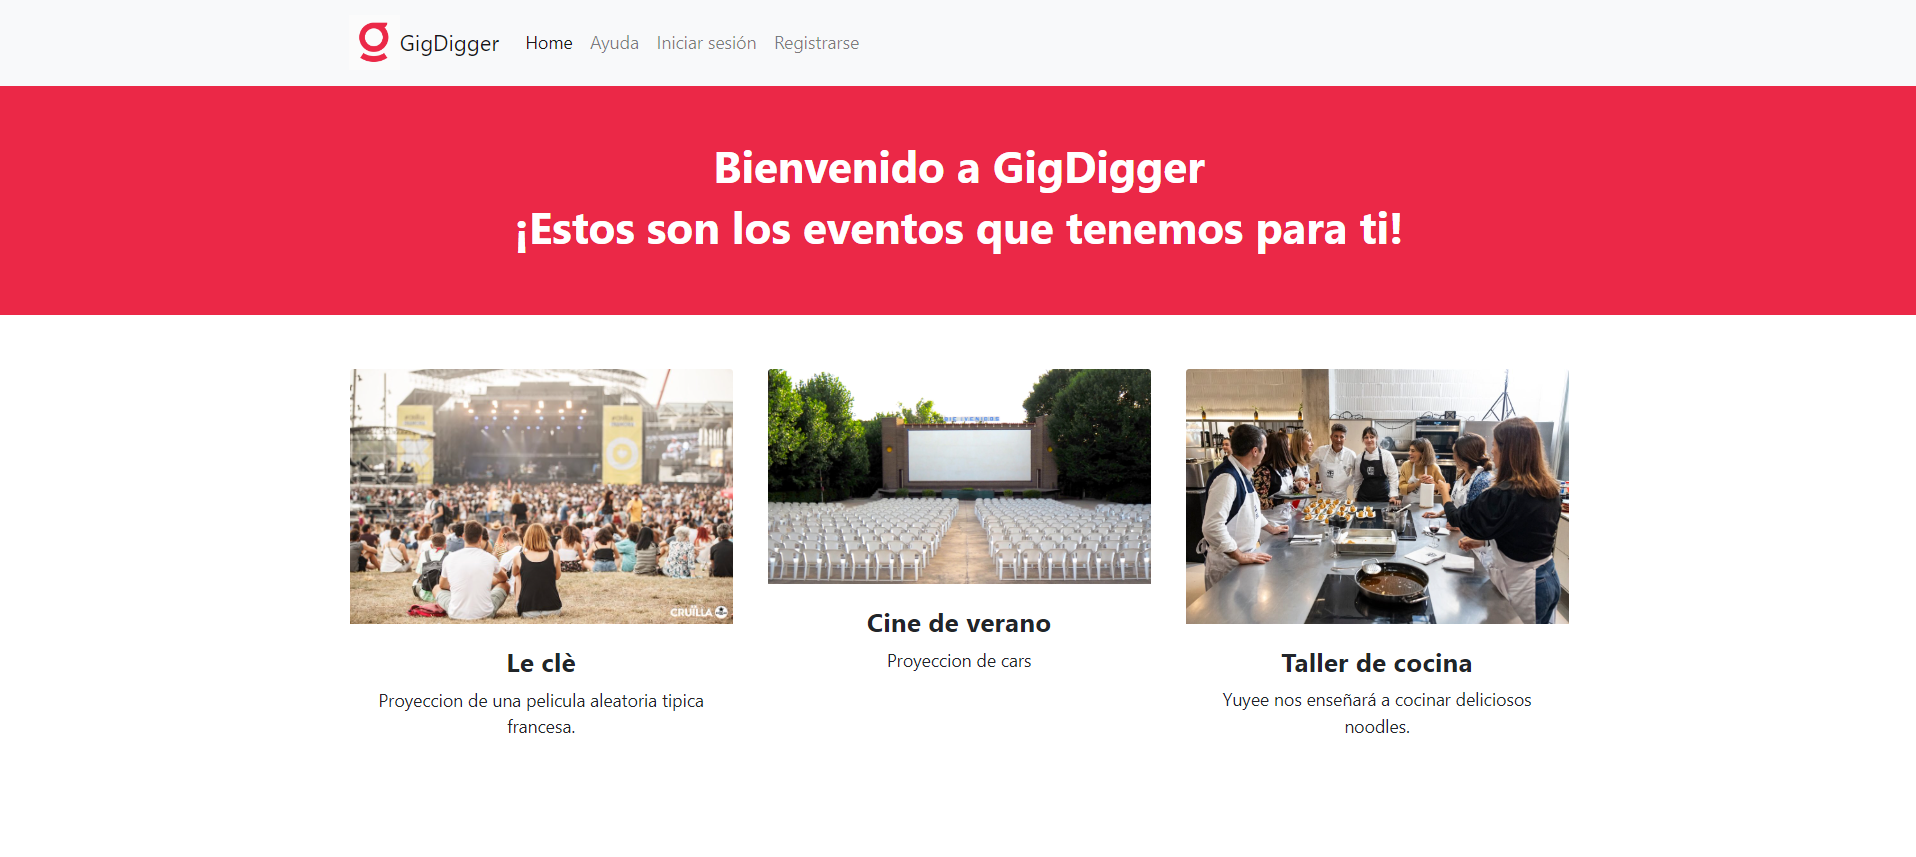 GigDigger
Home
Ayuda
Iniciar sesión
Registrarse
Bienvenido a GigDigger
¡Estos son los eventos que tenemos para ti!
BIENVENIDOS
CRUÏLLA
Le clè
Proyeccion de una pelicula aleatoria tipica
francesa.
Cine de verano
Proyeccion de cars
Taller de cocina
Yuyee nos enseñará a cocinar deliciosos
noodles.